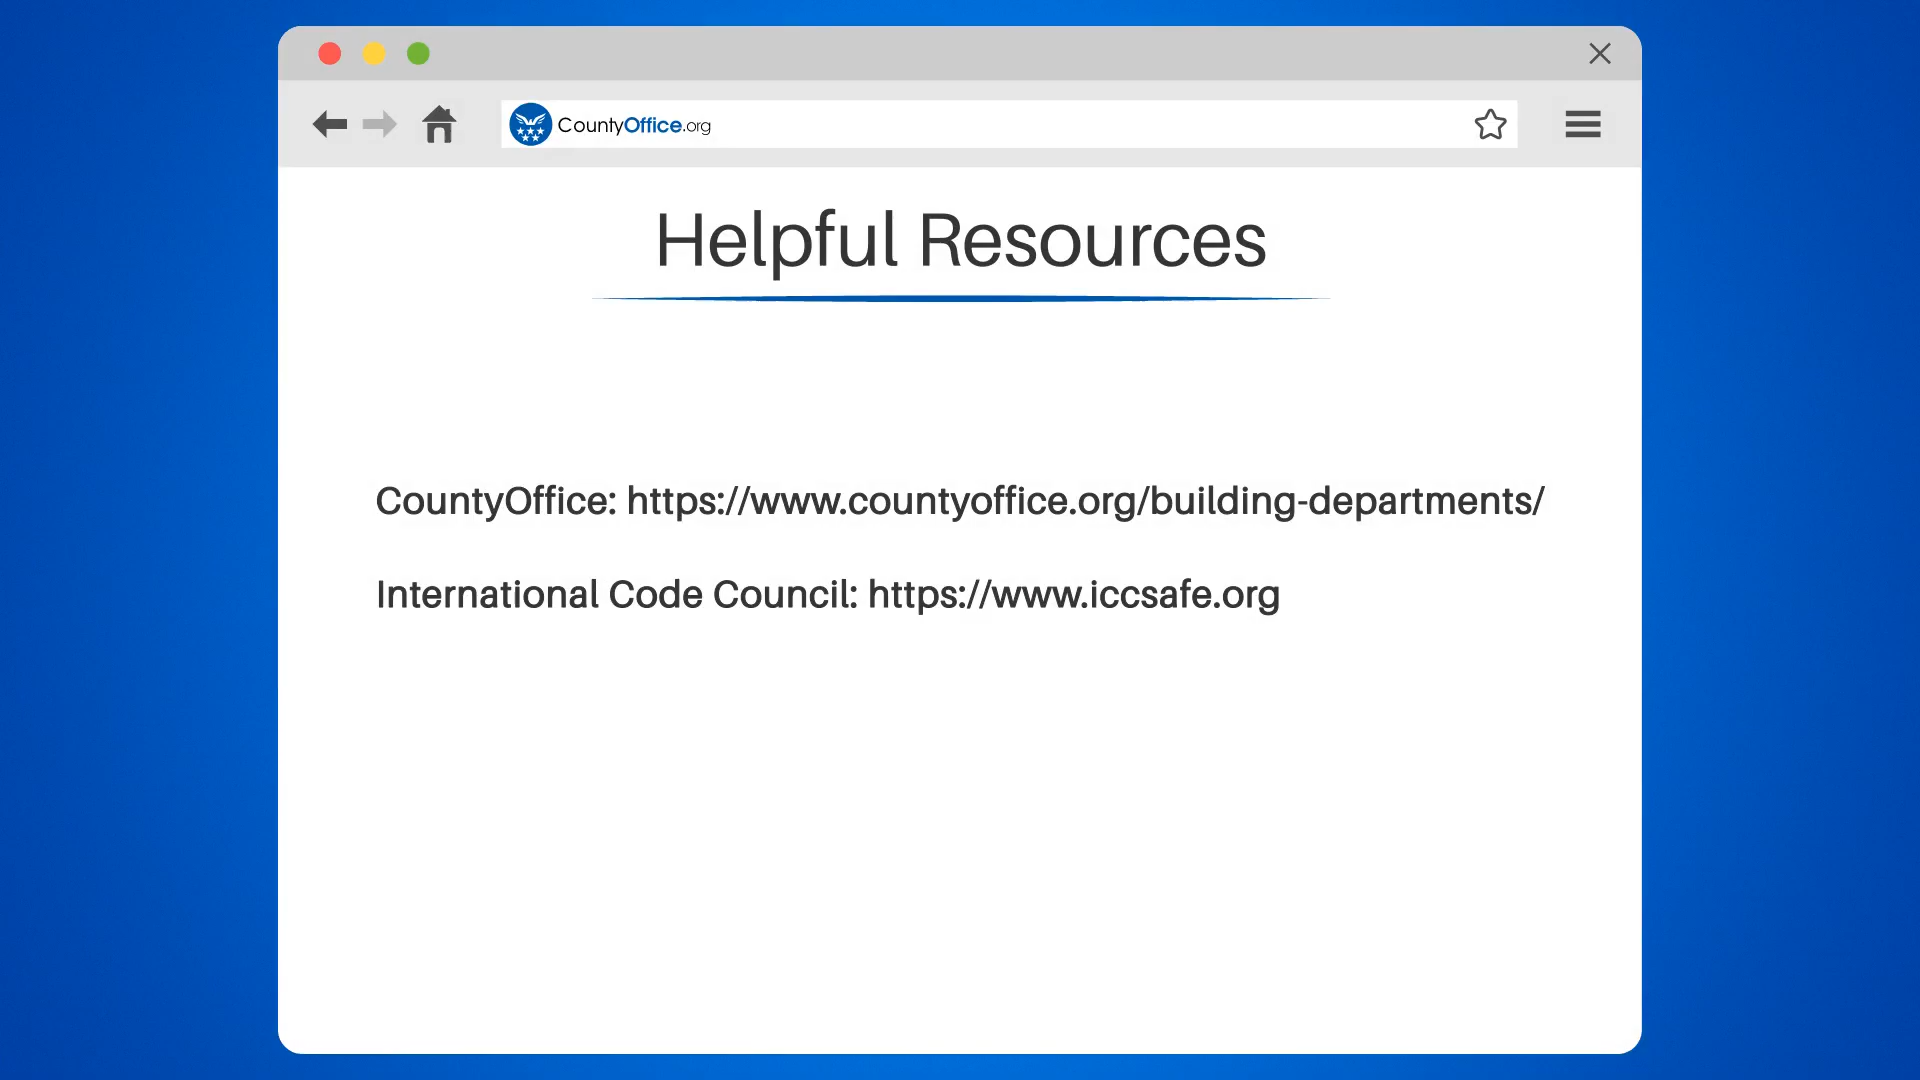 CountyOffice.org
Helpful Resources
CountyOffice: https://www.countyoffice.org/building-departments/
International Code Council: https://www.iccsafe.org